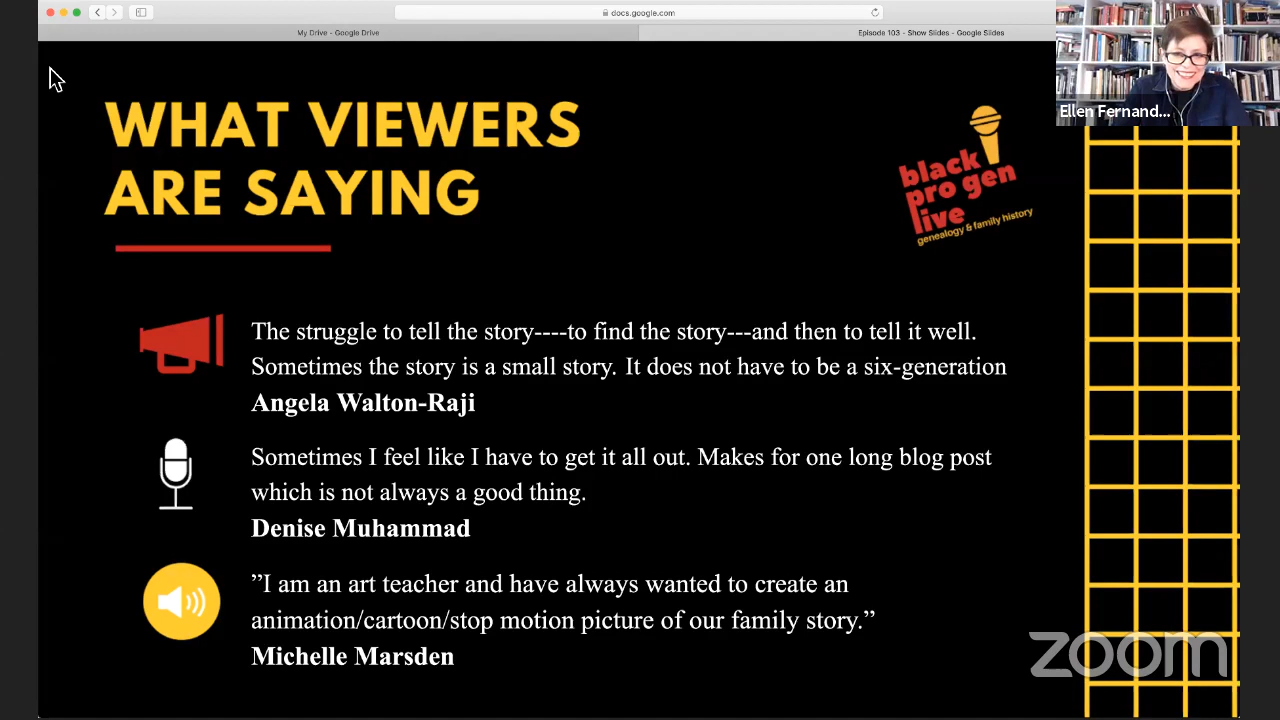 docs.google.com
My Drive - Google Drive
Episode 103 - Show Slides - Google Slides
Ellen Fernand...
WHAT VIEWERS
ARE SAYING
black
pro gen
live
genealogy & family history
The struggle to tell the story----to find the story---and then to tell it well.
Sometimes the story is a small story. It does not have to be a six-generation
Angela Walton-Raji
Sometimes I feel like I have to get it all out. Makes for one long blog post
which is not always a good thing.
Denise Muhammad
”I am an art teacher and have always wanted to create an
animation/cartoon/stop motion picture of our family story.”
Michelle Marsden
zoom